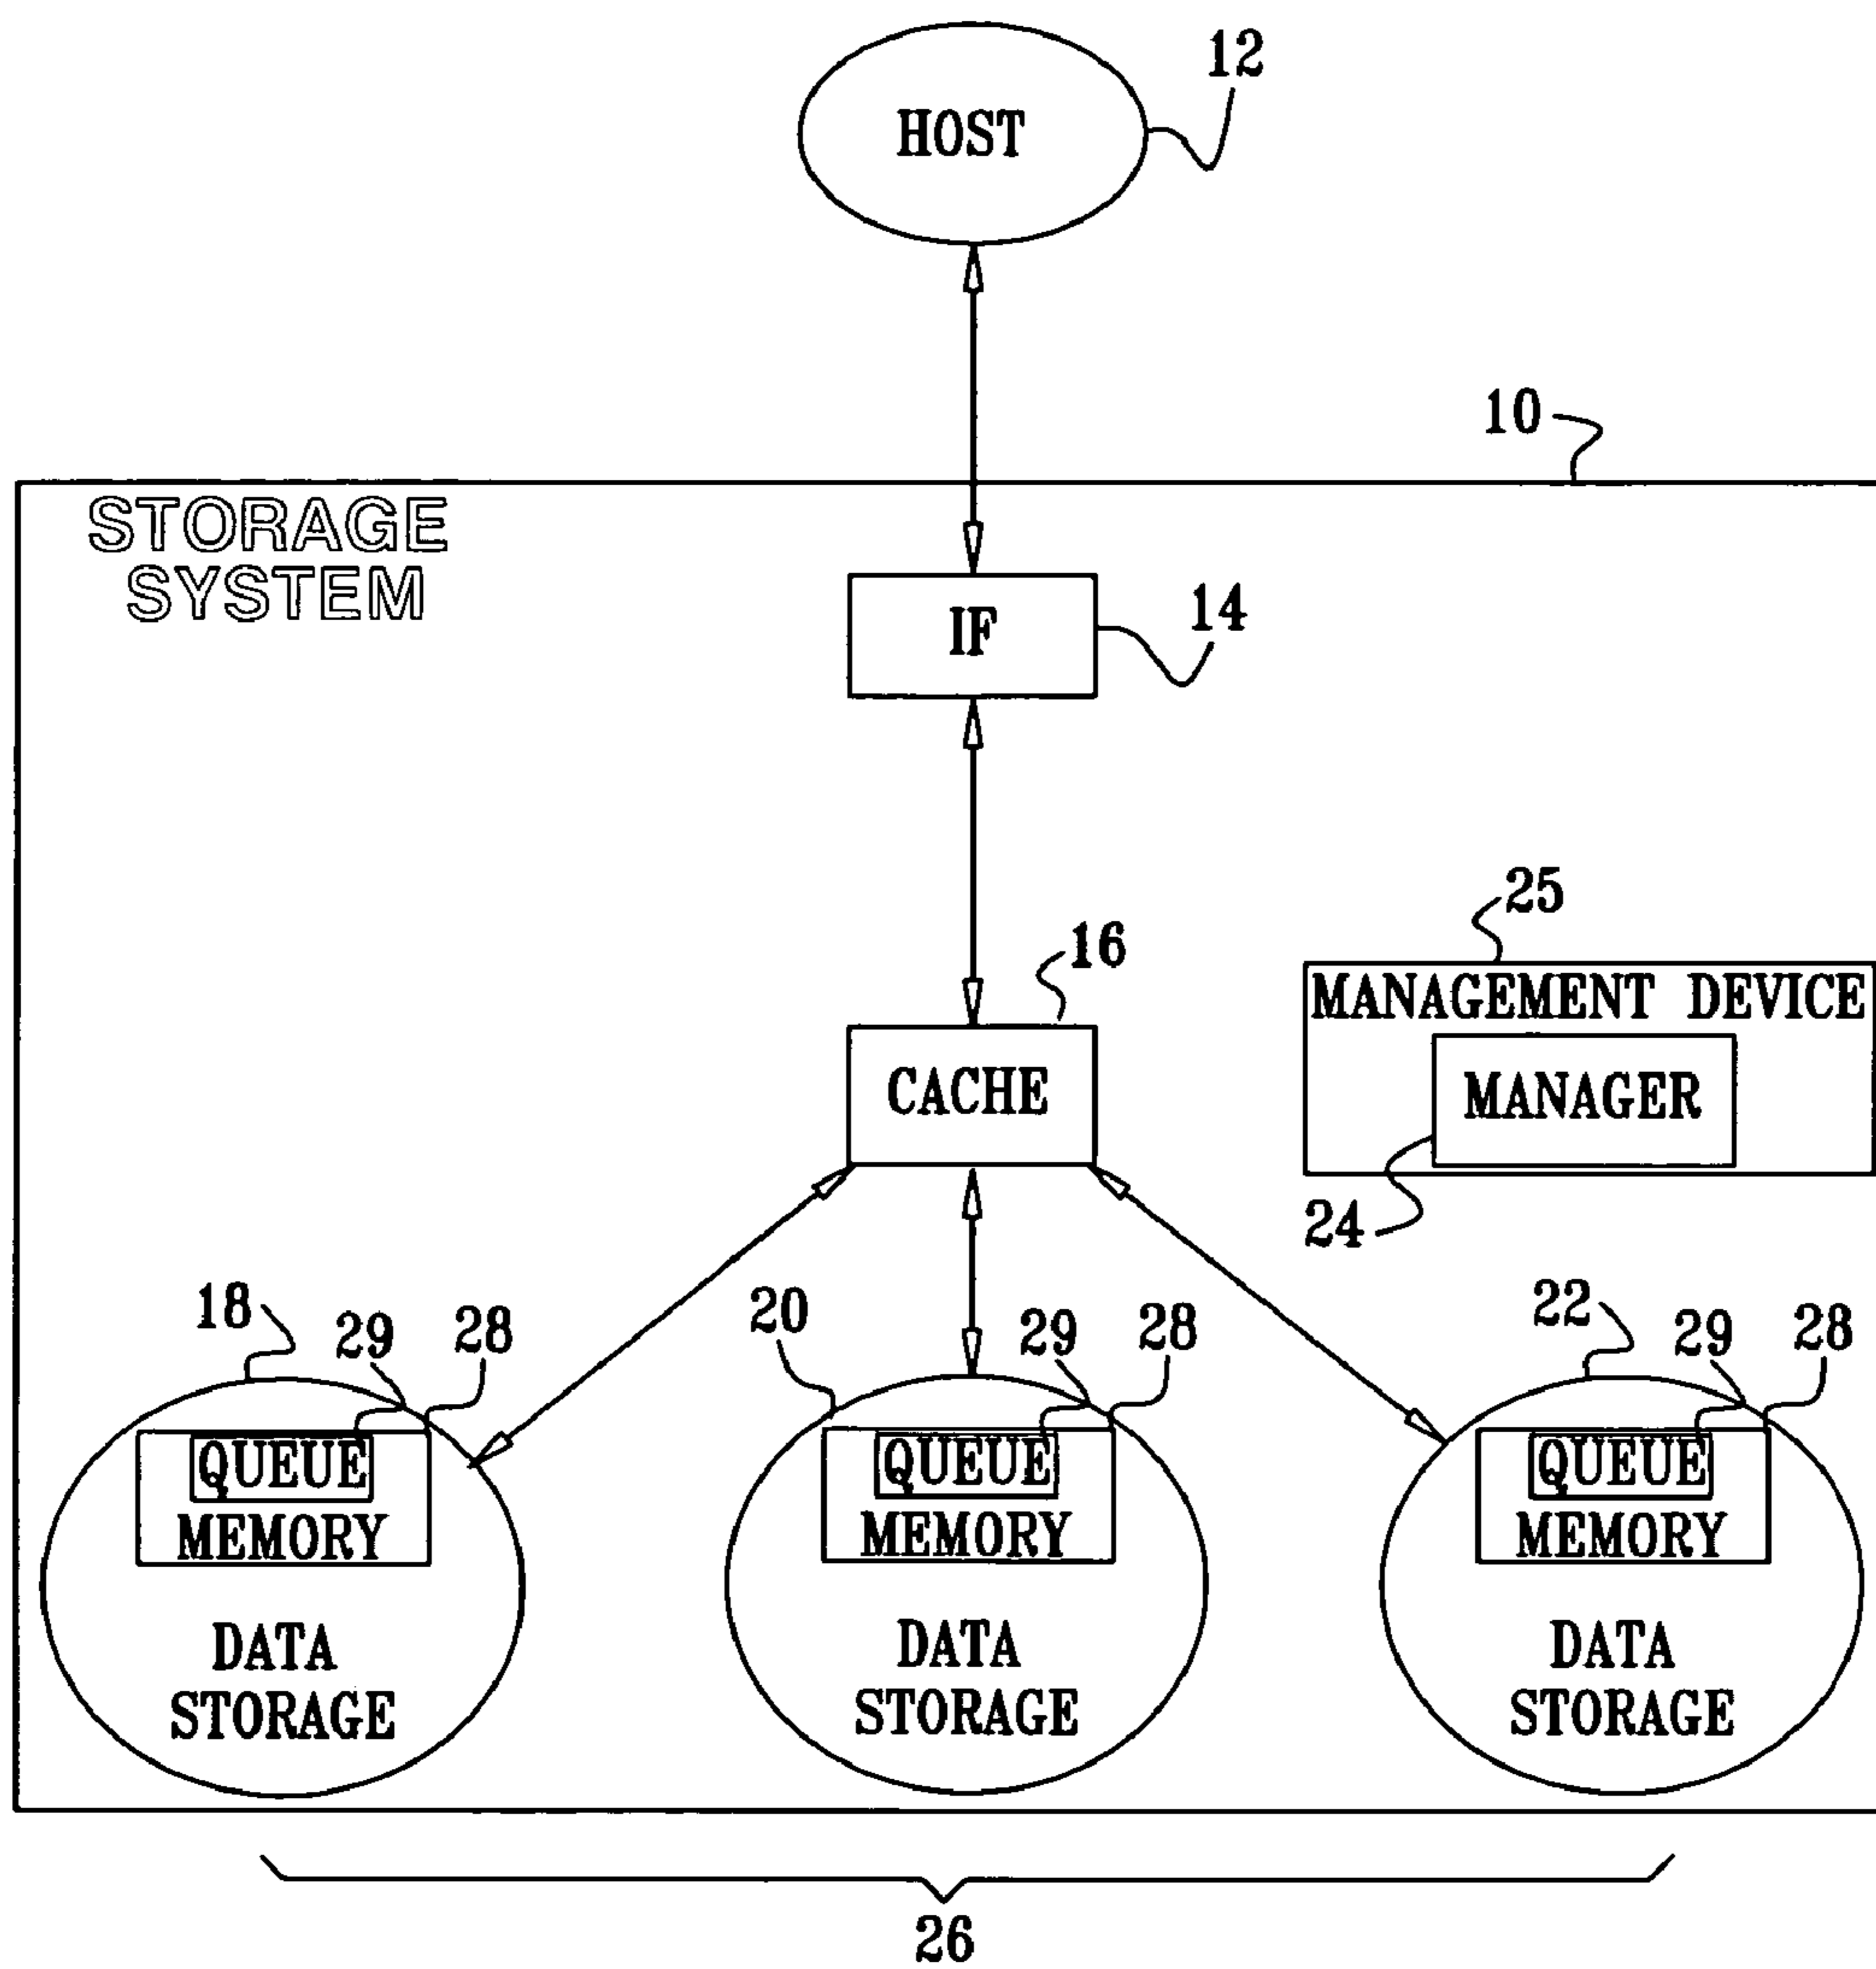 12
HOST
10
STORAGE
SYSTEM
IF
14
25
16
MANAGEMENT DEVICE
CACHE
MANAGER
24
18
29
28
20
29
28
22
29
28
QUEUE
QUEUE
QUEUE
MEMORY
MEMORY
MEMORY
DATA
STORAGE
DATA
STORAGE
DATA
STORAGE
26